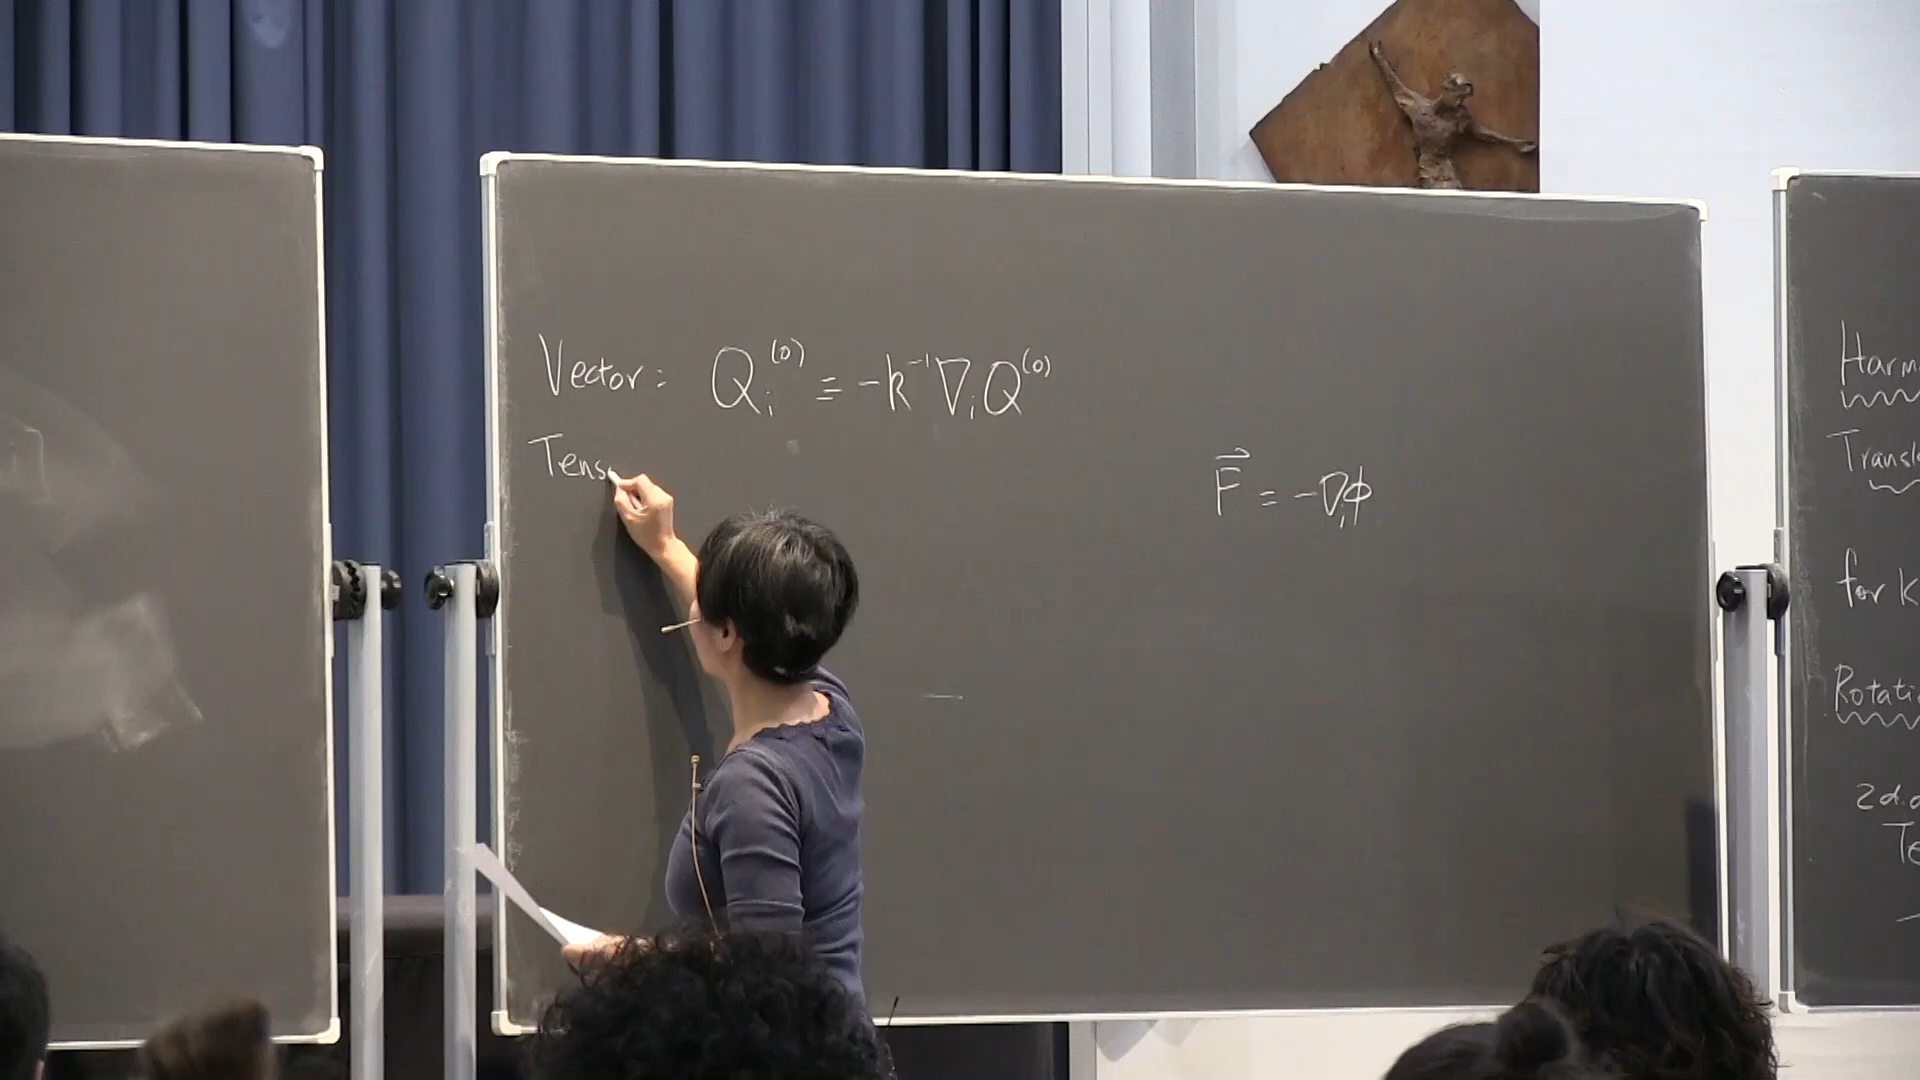 Vector: Q_i^(0) ≡ -k^-1 ∇_i Q^(0)
Tens
F⃗ = -∇_i ϕ
Harm
Transl
for K
Rotati
2d.d
Te